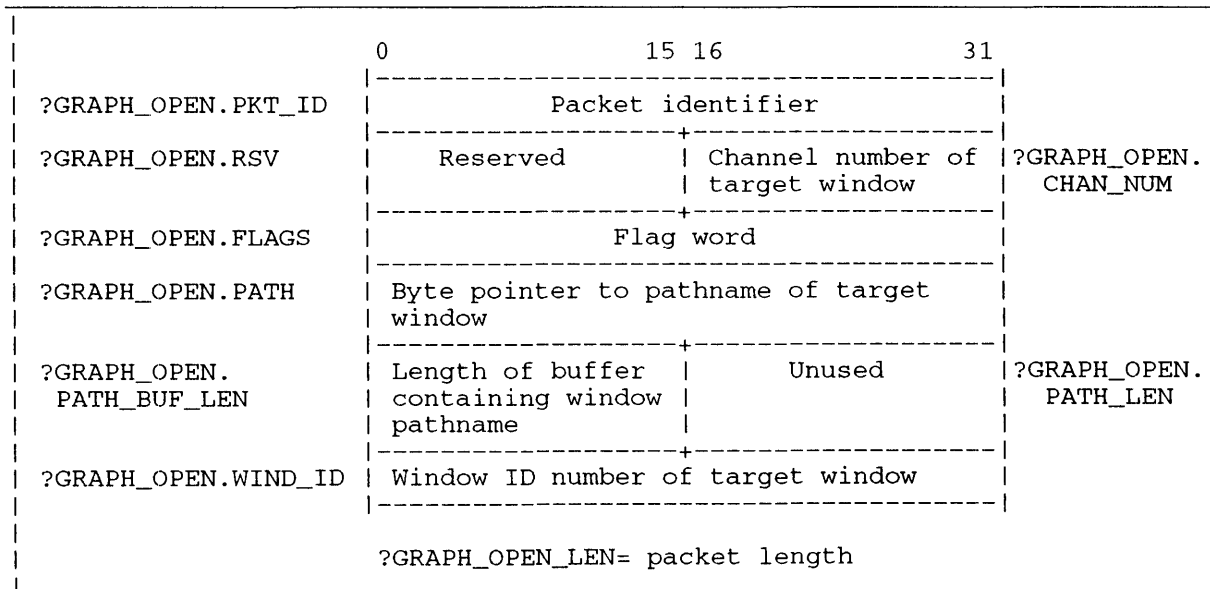 0 15 16 31
?GRAPH_OPEN.PKT_ID Packet identifier
?GRAPH_OPEN.RSV Reserved Channel number of ?GRAPH_OPEN.
target window CHAN_NUM
?GRAPH_OPEN.FLAGS Flag word
?GRAPH_OPEN.PATH Byte pointer to pathname of target
window
?GRAPH_OPEN. Length of buffer Unused ?GRAPH_OPEN.
PATH_BUF_LEN containing window PATH_LEN
pathname
?GRAPH_OPEN.WIND_ID Window ID number of target window
?GRAPH_OPEN_LEN= packet length